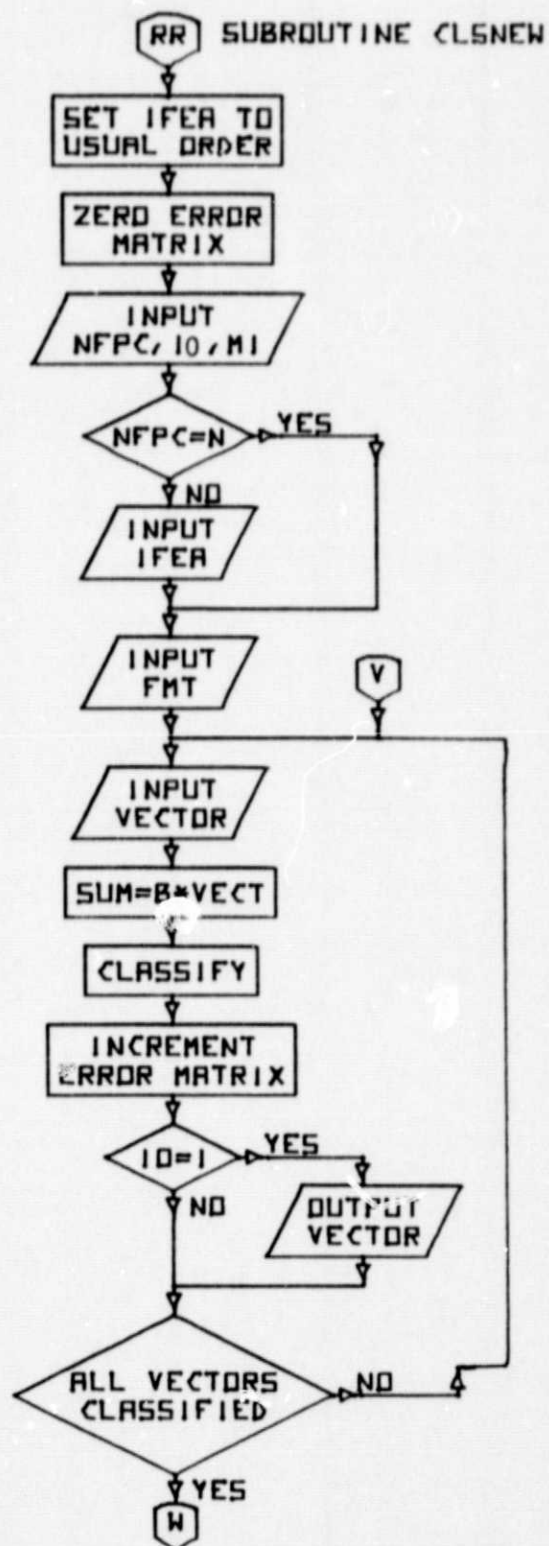 RR SUBROUTINE CLSNEW
SET IFEA TO
USUAL ORDER
ZERO ERROR
MATRIX
INPUT
NFPC, IO, MI
NFPC=N
YES
NO
INPUT
IFEA
INPUT
FMT
V
INPUT
VECTOR
SUM=B*VECT
CLASSIFY
INCREMENT
ERROR MATRIX
IO=1
YES
NO
OUTPUT
VECTOR
ALL VECTORS
CLASSIFIED
NO
YES
W